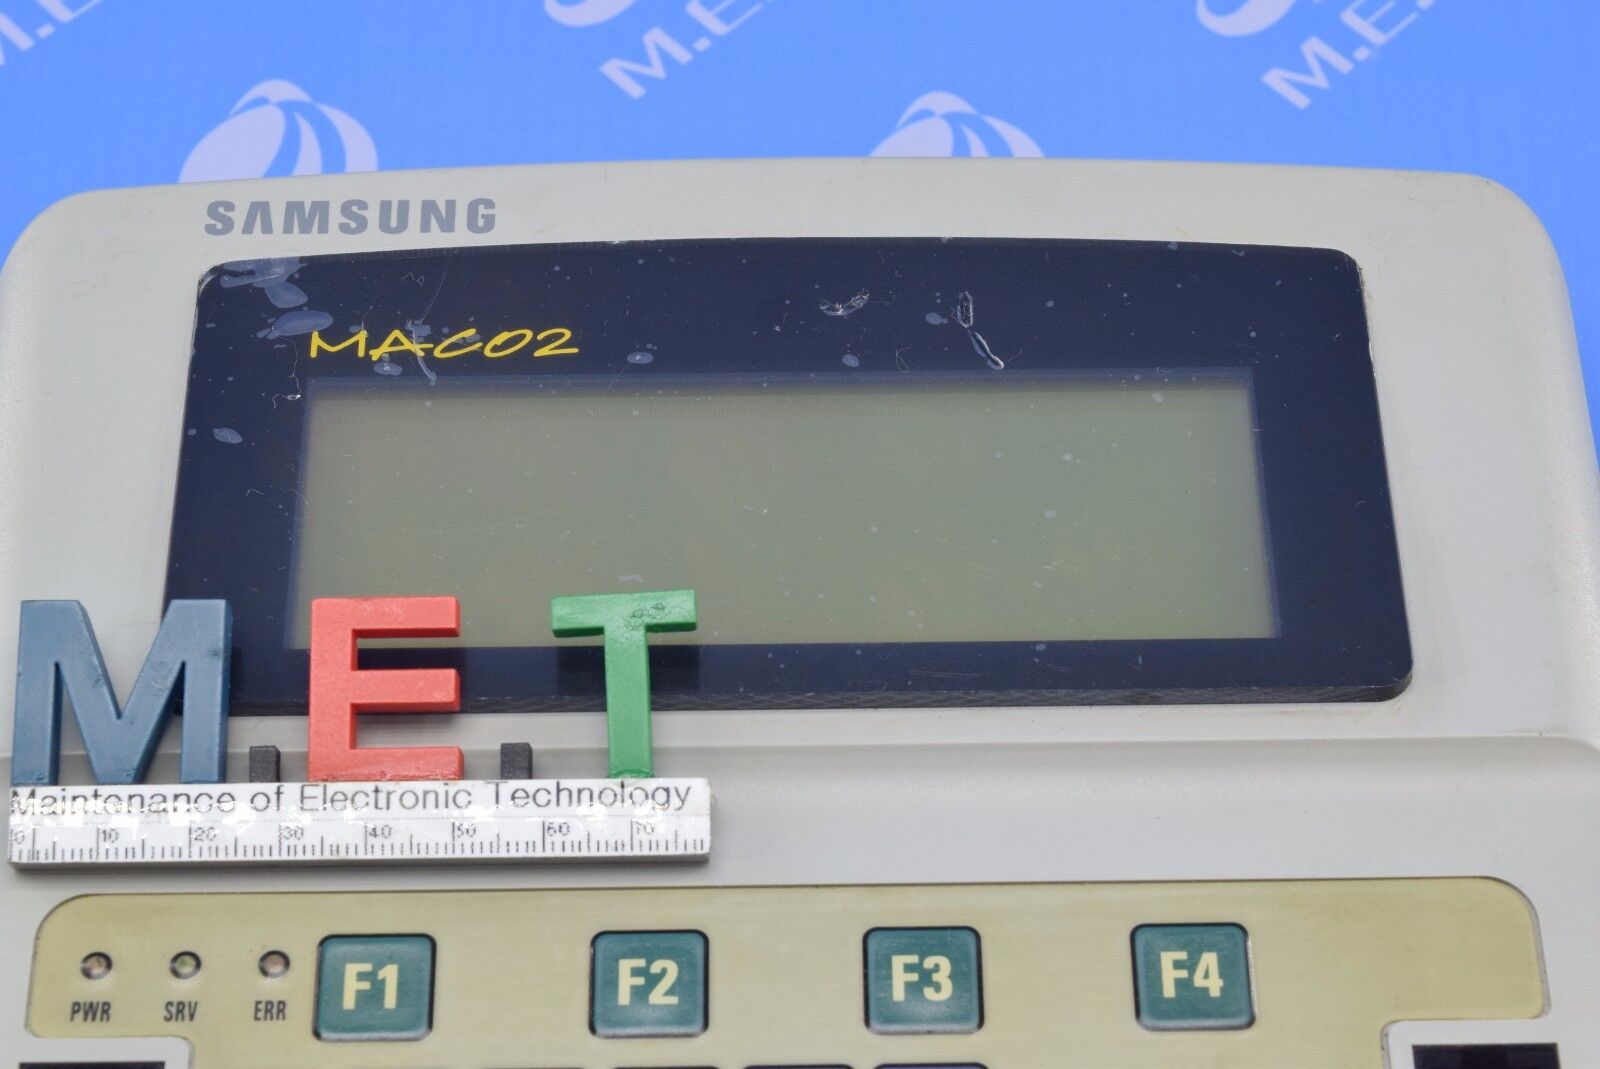 M.E.
M.E.
M.E.
SAMSUNG
MACO2
M.E.T
Maintenance of Electronic Technology
0 10 20 30 40 50 60 70
F1 F2 F3 F4
PWR SRV ERR